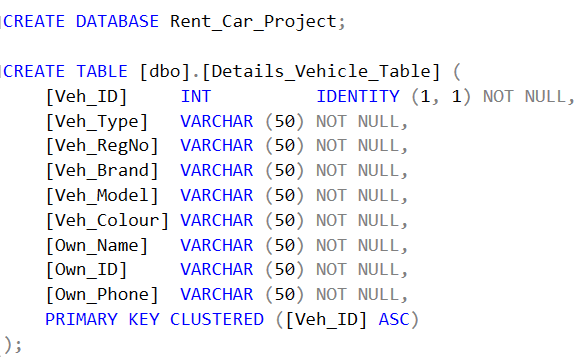 CREATE DATABASE Rent_Car_Project;
CREATE TABLE [dbo].[Details_Vehicle_Table] (
[Veh_ID] INT IDENTITY (1, 1) NOT NULL,
[Veh_Type] VARCHAR (50) NOT NULL,
[Veh_RegNo] VARCHAR (50) NOT NULL,
[Veh_Brand] VARCHAR (50) NOT NULL,
[Veh_Model] VARCHAR (50) NOT NULL,
[Veh_Colour] VARCHAR (50) NOT NULL,
[Own_Name] VARCHAR (50) NOT NULL,
[Own_ID] VARCHAR (50) NOT NULL,
[Own_Phone] VARCHAR (50) NOT NULL,
PRIMARY KEY CLUSTERED ([Veh_ID] ASC)
);